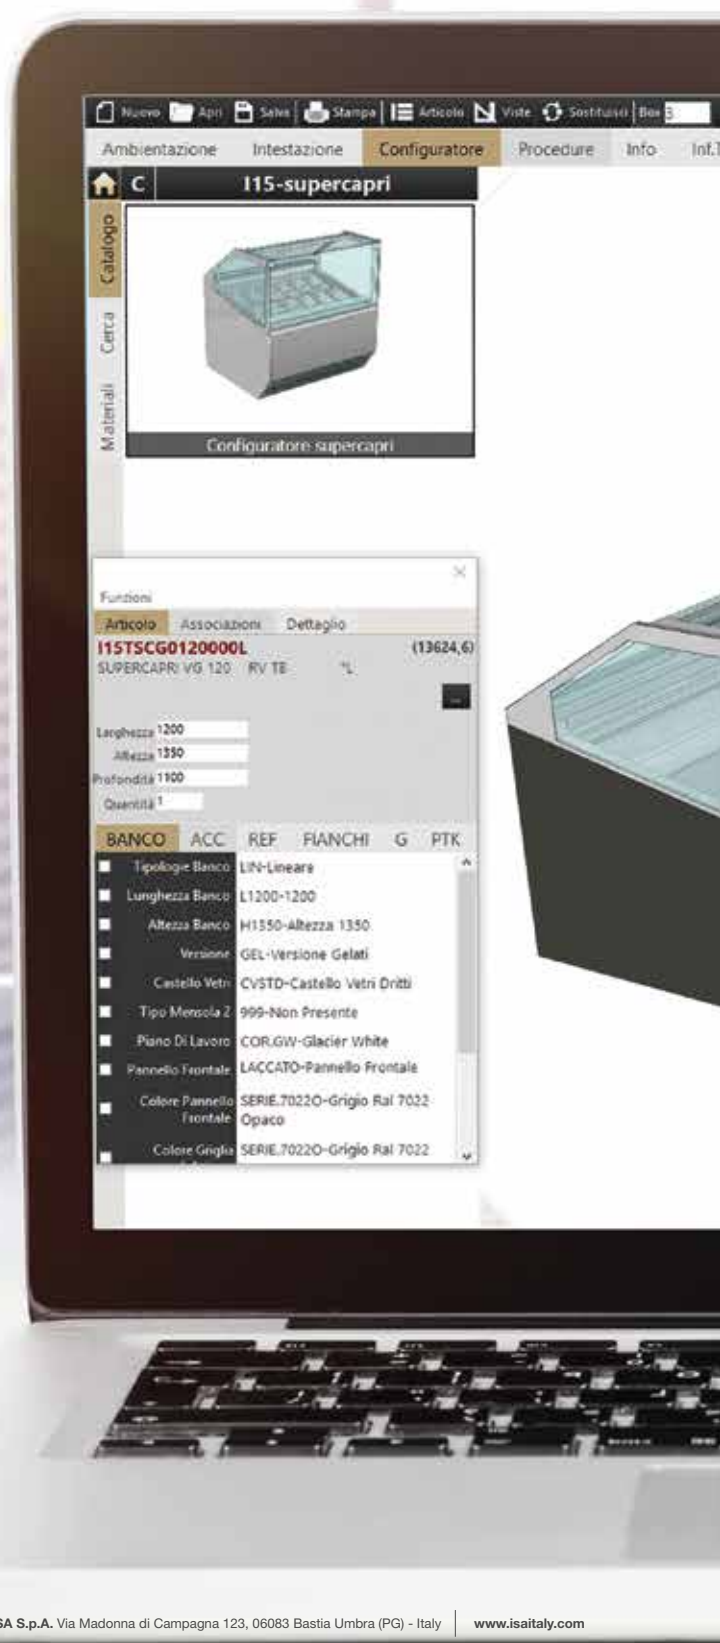 Nuovo Apri Salva Stampa Articolo Viste Sostituisci Box 3
Ambientazione Intestazione Configuratore Procedure Info Inf.T
C I15-supercapri
Catalogo
Cerca
Materiali
Configuratore supercapri
Funzioni
Articolo Associazioni Dettaglio
I15TSCG0120000L (13624,6)
SUPERCAPRI VG 120 RV TB *L
...
Larghezza 1200
Altezza 1350
Profondità 1100
Quantità 1
BANCO ACC REF FIANCHI G PTK
Tipologie Banco LIN-Lineare
Lunghezza Banco L1200-1200
Altezza Banco H1350-Altezza 1350
Versione GEL-Versione Gelati
Castello Vetri CVSTD-Castello Vetri Dritti
Tipo Mensola 2 999-Non Presente
Piano Di Lavoro COR.GW-Glacier White
Pannello Frontale LACCATO-Pannello Frontale
Colore Pannello Frontale SERIE.7022O-Grigio Ral 7022 Opaco
Colore Griglia SERIE.7022O-Grigio Ral 7022
SA S.p.A. Via Madonna di Campagna 123, 06083 Bastia Umbra (PG) - Italy www.isaitaly.com